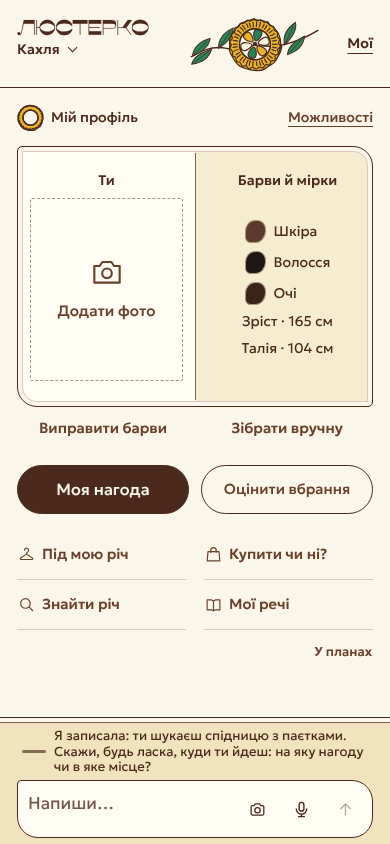 ЛЮСТЕРКО
Кахля
Мої
Мій профіль
Можливості
Ти
Додати фото
Барви й мірки
Шкіра
Волосся
Очі
Зріст · 165 см
Талія · 104 см
Виправити барви
Зібрати вручну
Моя нагода
Оцінити вбрання
Під мою річ
Купити чи ні?
Знайти річ
Мої речі
У планах
Я записала: ти шукаєш спідницю з паєтками.
Скажи, будь ласка, куди ти йдеш: на яку нагоду
чи в яке місце?
Напиши…